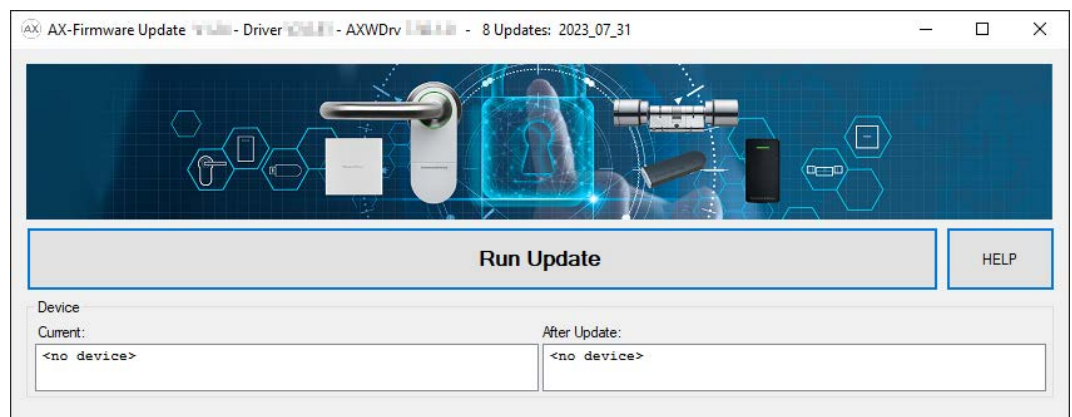 AX AX-Firmware Update - Driver - AXWDrv - 8 Updates: 2023_07_31
Run Update
HELP
Device
Current:
After Update:
<no device>
<no device>